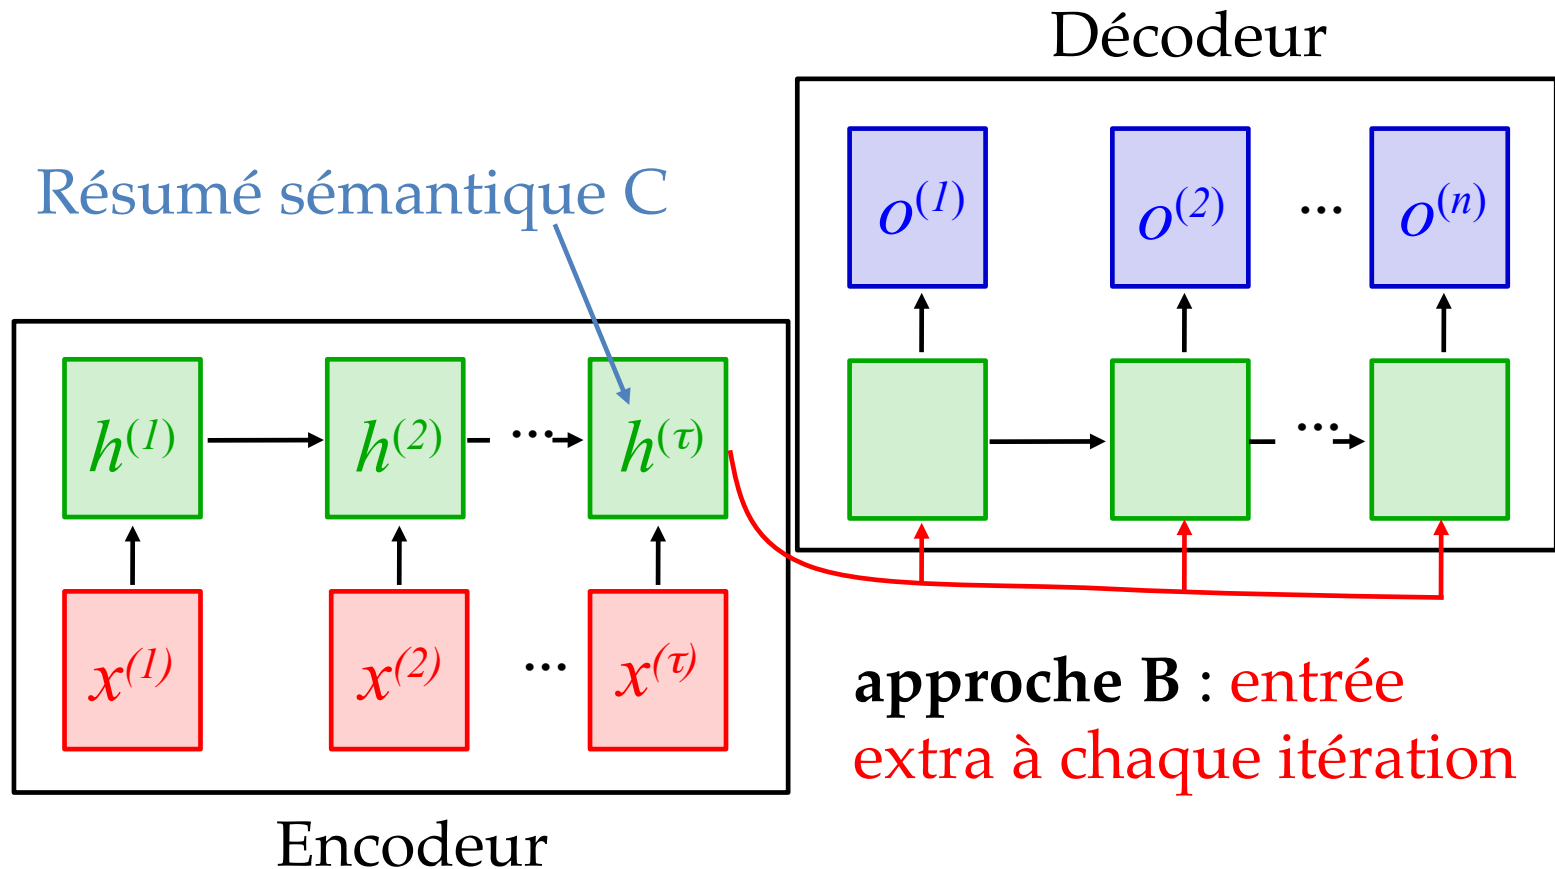 Décodeur
Résumé sémantique C
o(1) o(2) ... o(n)
h(1) h(2) ... h(τ) ...
x(1) x(2) ... x(τ)
approche B : entrée
extra à chaque itération
Encodeur